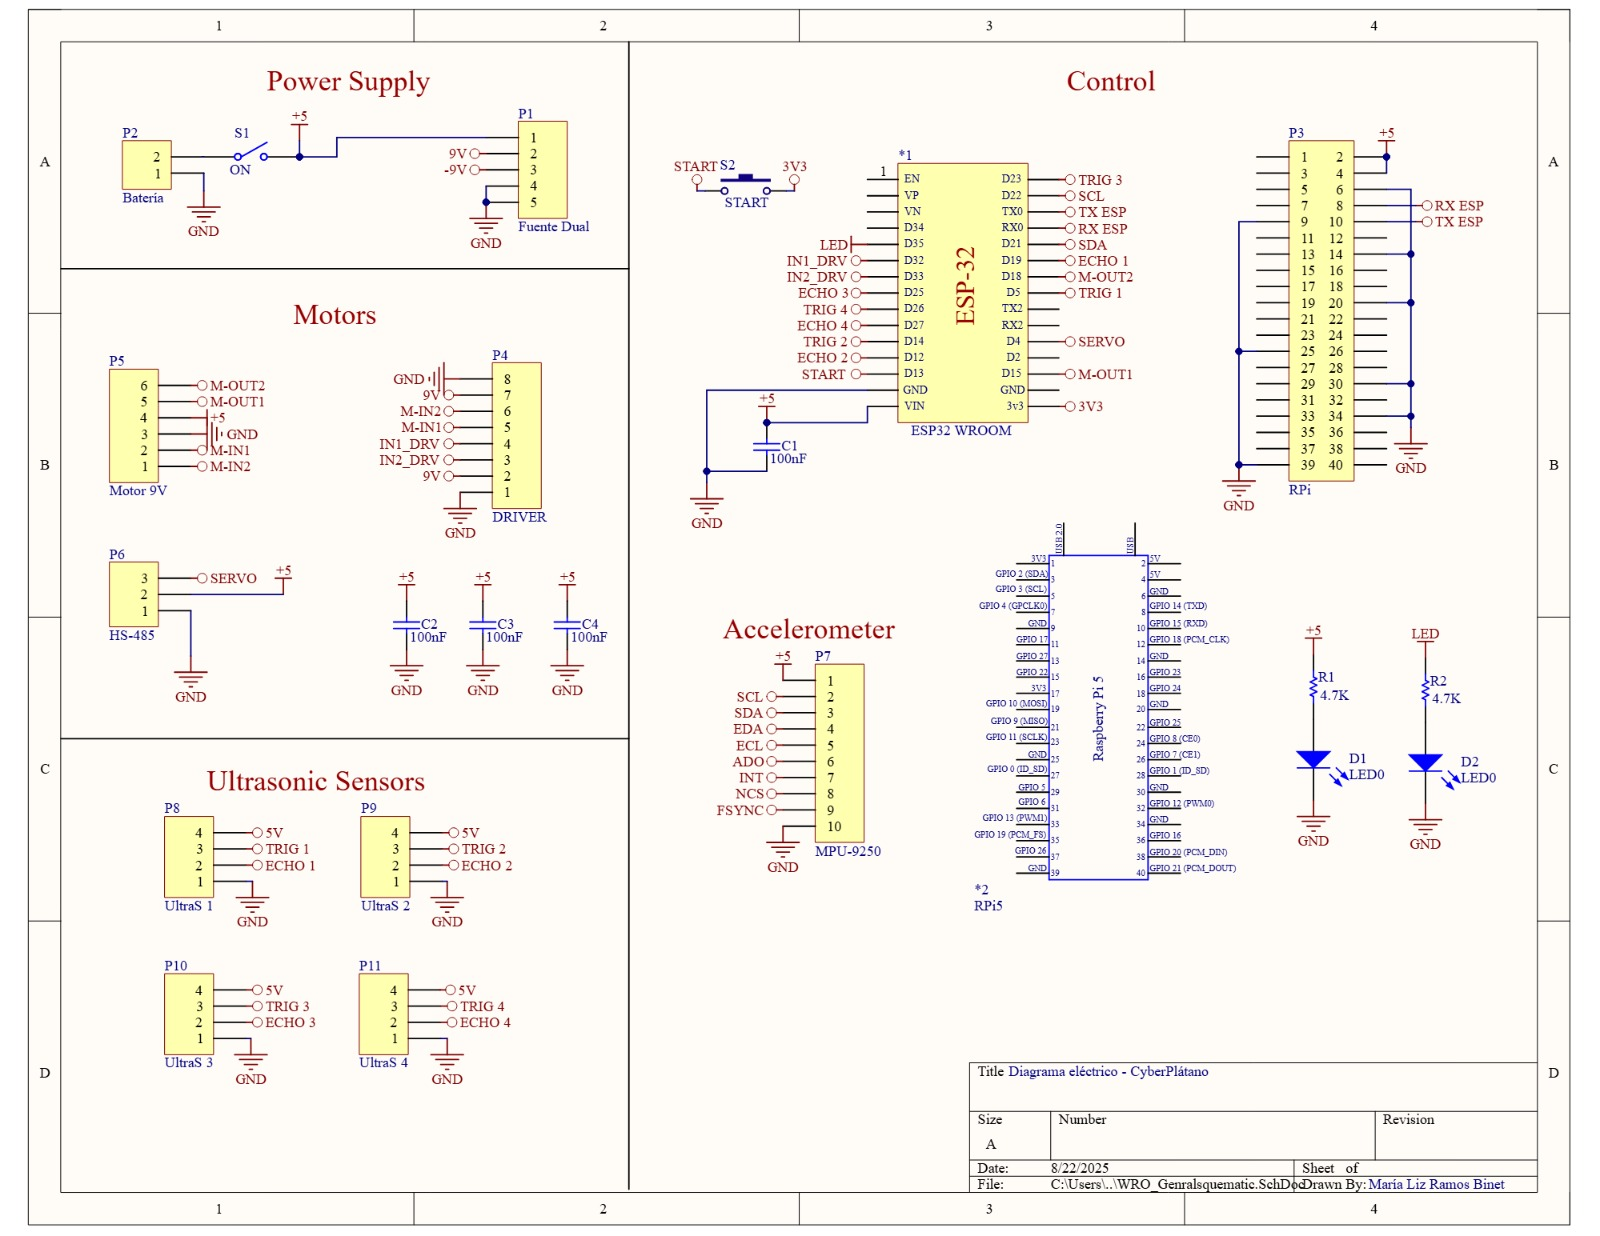 1 2 3 4
A
B
C
D
Power Supply
P2
2
1
Batería
S1
ON
+5
GND
P1
1
2
3
4
5
9V
-9V
GND
Fuente Dual
Motors
P5
6 M-OUT2
5 M-OUT1
4 +5
3 GND
2 M-IN1
1 M-IN2
Motor 9V
P4
GND 8
9V 7
M-IN2 6
M-IN1 5
IN1_DRV 4
IN2_DRV 3
9V 2
1
GND
DRIVER
P6
3 SERVO
2 +5
1
HS-485
GND
+5 +5 +5
C2 C3 C4
100nF 100nF 100nF
GND GND GND
Ultrasonic Sensors
P8
4 5V
3 TRIG 1
2 ECHO 1
1
UltraS 1
GND
P9
4 5V
3 TRIG 2
2 ECHO 2
1
UltraS 2
GND
P10
4 5V
3 TRIG 3
2 ECHO 3
1
UltraS 3
GND
P11
4 5V
3 TRIG 4
2 ECHO 4
1
UltraS 4
GND
Control
START S2 3V3
START
*1
1 EN D23 TRIG 3
VP D22 SCL
VN TX0 TX ESP
D34 RX0 RX ESP
LED D35 D21 SDA
IN1_DRV D32 D19 ECHO 1
IN2_DRV D33 D18 M-OUT2
ECHO 3 D25 D5 TRIG 1
TRIG 4 D26 TX2
ECHO 4 D27 RX2
TRIG 2 D14 D4 SERVO
ECHO 2 D12 D2
START D13 D15 M-OUT1
GND GND
VIN 3v3 3V3
ESP-32
ESP32 WROOM
+5
C1
100nF
GND
P3 +5
1 2
3 4
5 6
7 8 RX ESP
9 10 TX ESP
11 12
13 14
15 16
17 18
19 20
21 22
23 24
25 26
27 28
29 30
31 32
33 34
35 36
37 38
39 40
RPi
GND
GND
Accelerometer
+5 P7
1
SCL 2
SDA 3
EDA 4
ECL 5
ADO 6
INT 7
NCS 8
FSYNC 9
10
GND
MPU-9250
USB 2.0 USB
3V3 1 2 5V
GPIO 2 (SDA) 3 4 5V
GPIO 3 (SCL) 5 6 GND
GPIO 4 (GPCLK0) 7 8 GPIO 14 (TXD)
GND 9 10 GPIO 15 (RXD)
GPIO 17 11 12 GPIO 18 (PCM_CLK)
GPIO 27 13 14 GND
GPIO 22 15 16 GPIO 23
3V3 17 18 GPIO 24
GPIO 10 (MOSI) 19 20 GND
GPIO 9 (MISO) 21 22 GPIO 25
GPIO 11 (SCLK) 23 24 GPIO 8 (CE0)
GND 25 26 GPIO 7 (CE1)
GPIO 0 (ID_SD) 27 28 GPIO 1 (ID_SD)
GPIO 5 29 30 GND
GPIO 6 31 32 GPIO 12 (PWM0)
GPIO 13 (PWM1) 33 34 GND
GPIO 19 (PCM_FS) 35 36 GPIO 16
GPIO 26 37 38 GPIO 20 (PCM_DIN)
GND 39 40 GPIO 21 (PCM_DOUT)
Raspberry Pi 5
*2
RPi5
+5
R1
4.7K
D1
LED0
GND
LED
R2
4.7K
D2
LED0
GND
Title Diagrama eléctrico - CyberPlátano
Size Number Revision
A
Date: 8/22/2025 Sheet of
File: C:\Users\..\WRO_Genralsquematic.SchDoc Drawn By: María Liz Ramos Binet
A
B
C
D
1 2 3 4